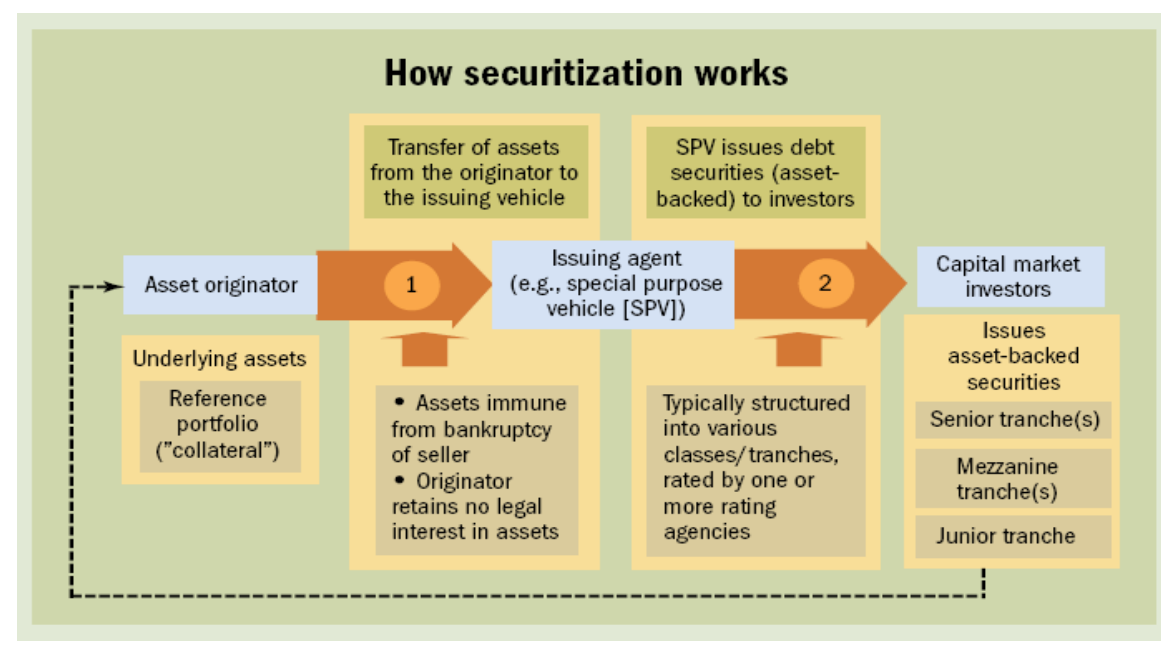 How securitization works
Transfer of assets
from the originator to
the issuing vehicle
SPV issues debt
securities (asset-
backed) to investors
Asset originator
1
Issuing agent
(e.g., special purpose
vehicle [SPV])
2
Capital market
investors
Underlying assets
Reference
portfolio
(”collateral”)
• Assets immune
from bankruptcy
of seller
• Originator
retains no legal
interest in assets
Typically structured
into various
classes/tranches,
rated by one or
more rating
agencies
Issues
asset-backed
securities
Senior tranche(s)
Mezzanine
tranche(s)
Junior tranche